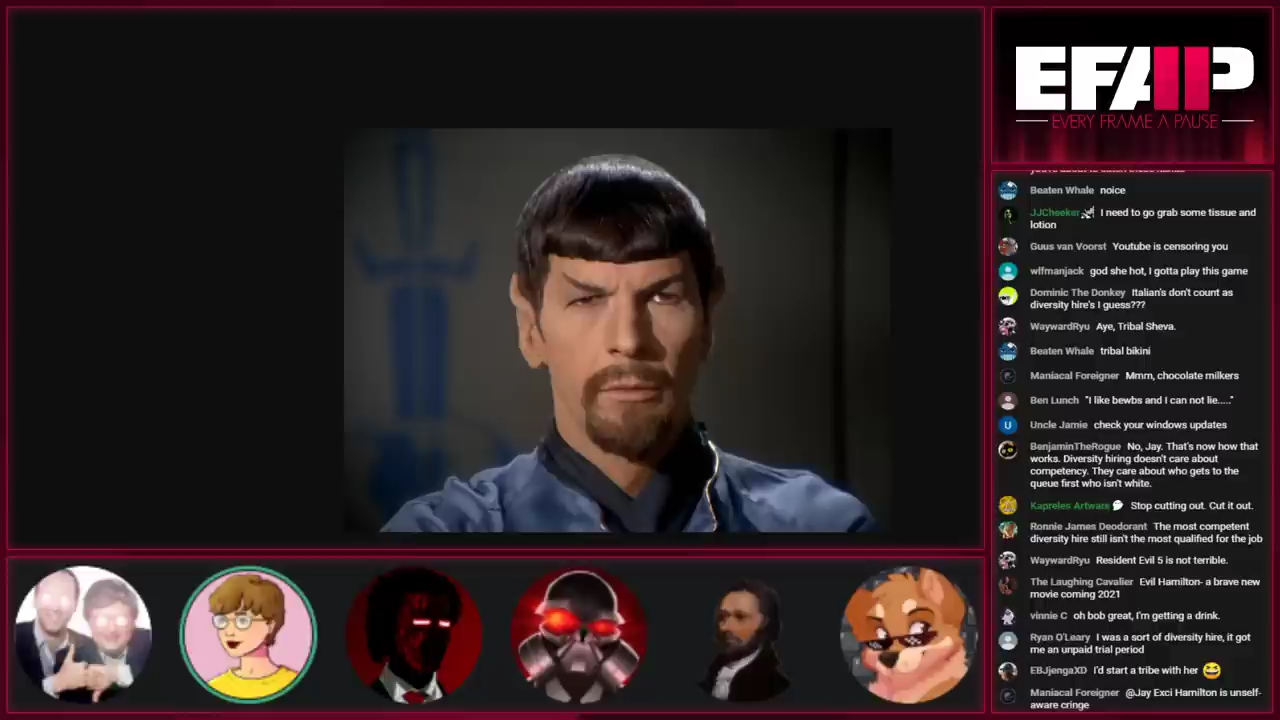 EFAP
EVERY FRAME A PAUSE
Beaten Whale noice
JJCheeker I need to go grab some tissue and
lotion
Guus van Voorst Youtube is censoring you
wlfmanjack god she hot, I gotta play this game
Dominic The Donkey Italian's don't count as
diversity hire's I guess???
WaywardRyu Aye, Tribal Sheva.
Beaten Whale tribal bikini
Maniacal Foreigner Mmm, chocolate milkers
Ben Lunch "I like bewbs and I can not lie....."
U Uncle Jamie check your windows updates
BenjaminTheRogue No, Jay. That's now how that
works. Diversity hiring doesn't care about
competency. They care about who gets to the
queue first who isn't white.
Kapreles Artwars Stop cutting out. Cut it out.
Ronnie James Deodorant The most competent
diversity hire still isn't the most qualified for the job
WaywardRyu Resident Evil 5 is not terrible.
The Laughing Cavalier Evil Hamilton- a brave new
movie coming 2021
vinnie C oh bob great, I'm getting a drink.
Ryan O'Leary I was a sort of diversity hire, it got
me an unpaid trial period
EBJjengaXD I'd start a tribe with her
Maniacal Foreigner @Jay Exci Hamilton is unself-
aware cringe